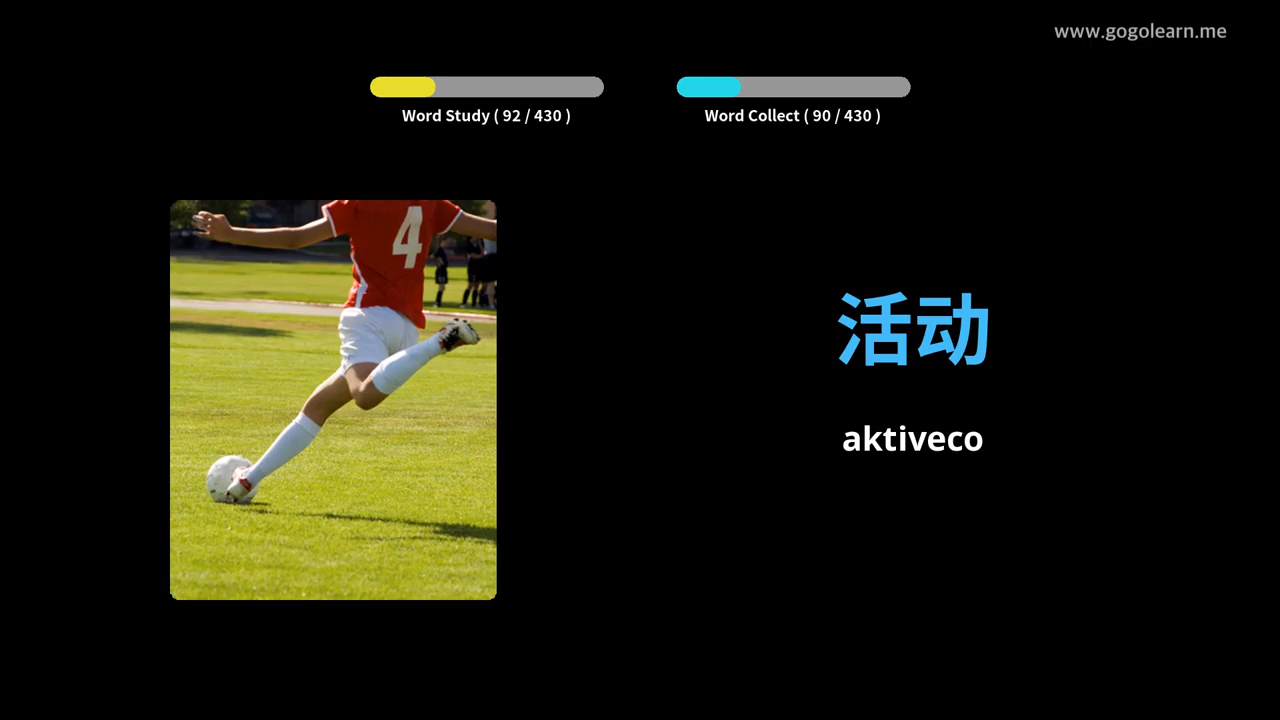 www.gogolearn.me
Word Study ( 92 / 430 )
Word Collect ( 90 / 430 )
4
活动
aktiveco